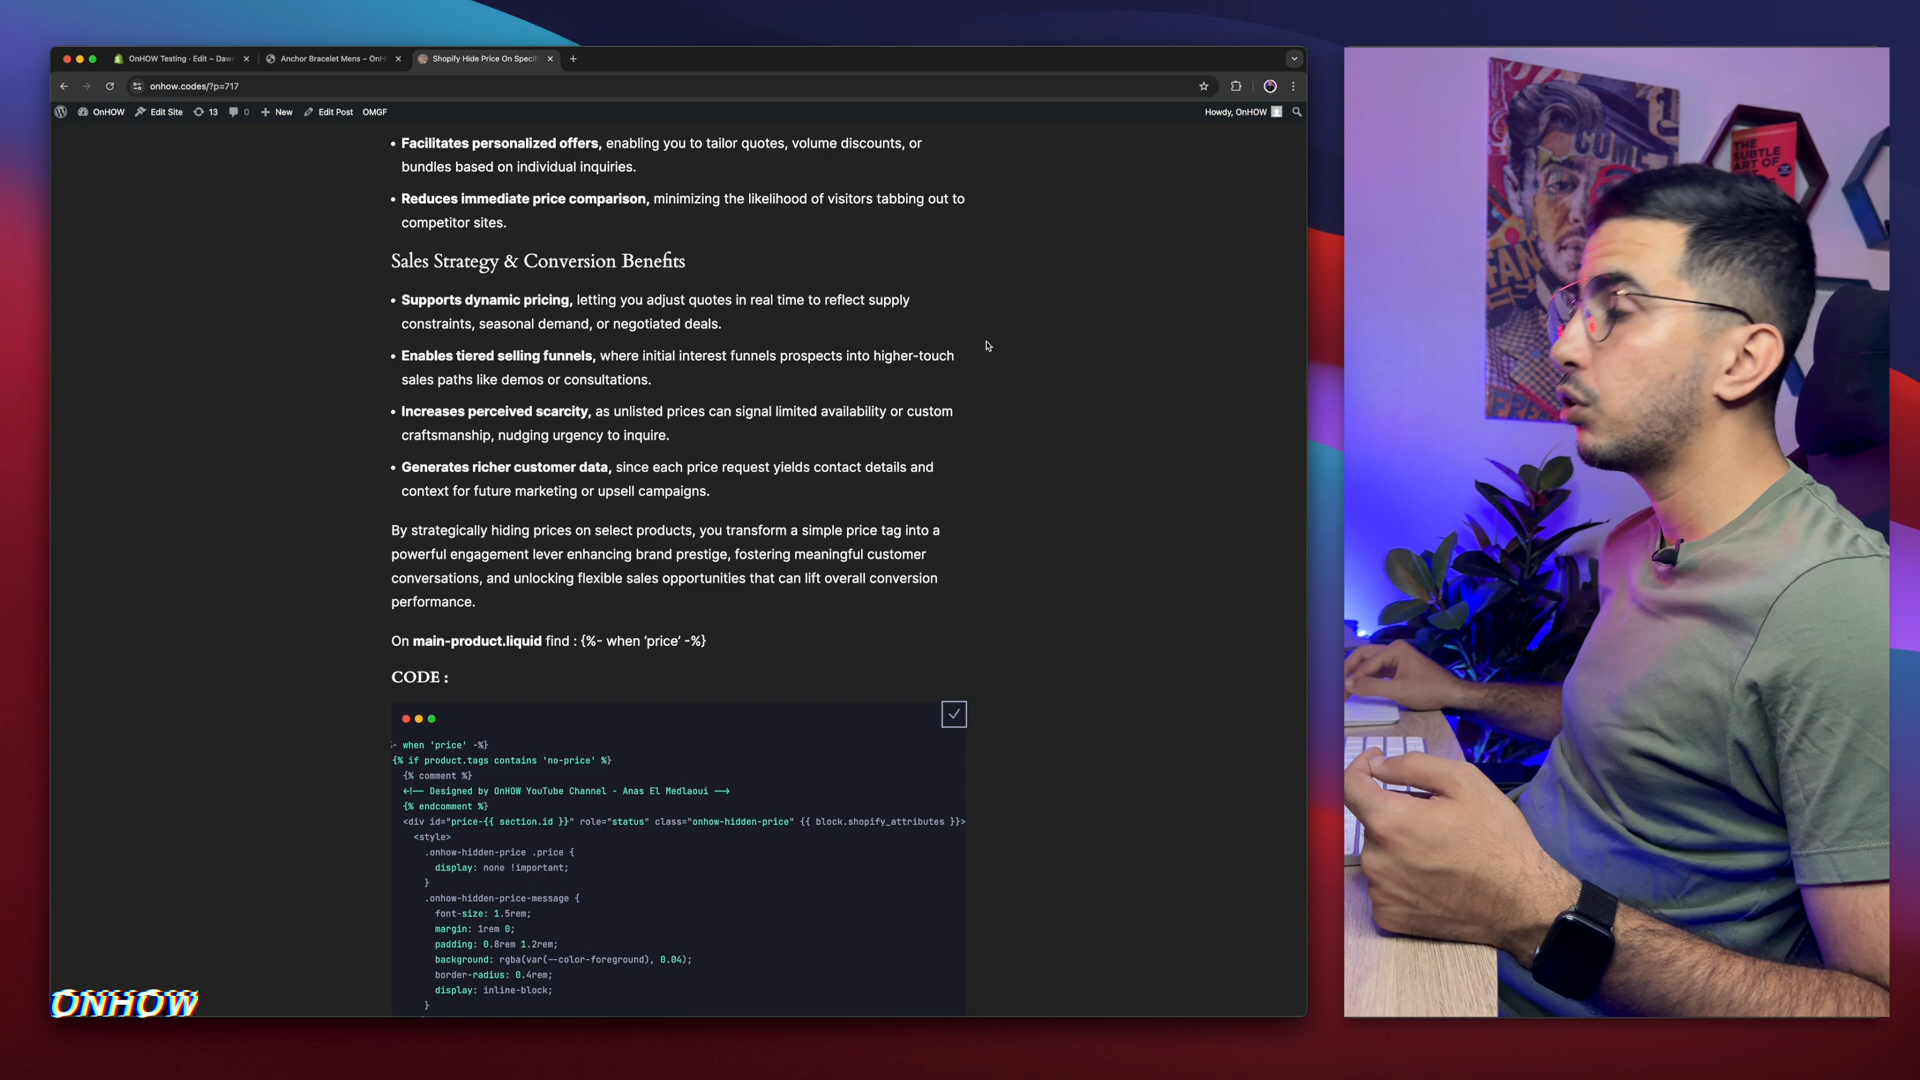 OnHOW Testing · Edit ~ Dawn
Anchor Bracelet Mens – OnH
Shopify Hide Price On Specif
onhow.codes/?p=717
OnHOW
Edit Site
13
0
New
Edit Post
OMGF
Howdy, OnHOW
• Facilitates personalized offers, enabling you to tailor quotes, volume discounts, or
bundles based on individual inquiries.
• Reduces immediate price comparison, minimizing the likelihood of visitors tabbing out to
competitor sites.
Sales Strategy & Conversion Benefits
• Supports dynamic pricing, letting you adjust quotes in real time to reflect supply
constraints, seasonal demand, or negotiated deals.
• Enables tiered selling funnels, where initial interest funnels prospects into higher-touch
sales paths like demos or consultations.
• Increases perceived scarcity, as unlisted prices can signal limited availability or custom
craftsmanship, nudging urgency to inquire.
• Generates richer customer data, since each price request yields contact details and
context for future marketing or upsell campaigns.
By strategically hiding prices on select products, you transform a simple price tag into a
powerful engagement lever enhancing brand prestige, fostering meaningful customer
conversations, and unlocking flexible sales opportunities that can lift overall conversion
performance.
On main-product.liquid find : {%- when ‘price’ -%}
CODE :
- when 'price' -%}
{% if product.tags contains 'no-price' %}
{% comment %}
<!-- Designed by OnHOW YouTube Channel - Anas El Medlaoui -->
{% endcomment %}
<div id="price-{{ section.id }}" role="status" class="onhow-hidden-price" {{ block.shopify_attributes }}>
<style>
.onhow-hidden-price .price {
display: none !important;
}
.onhow-hidden-price-message {
font-size: 1.5rem;
margin: 1rem 0;
padding: 0.8rem 1.2rem;
background: rgba(var(--color-foreground), 0.04);
border-radius: 0.4rem;
display: inline-block;
}
ONHOW
COME
FAN
THE
SUBTLE
ART OF